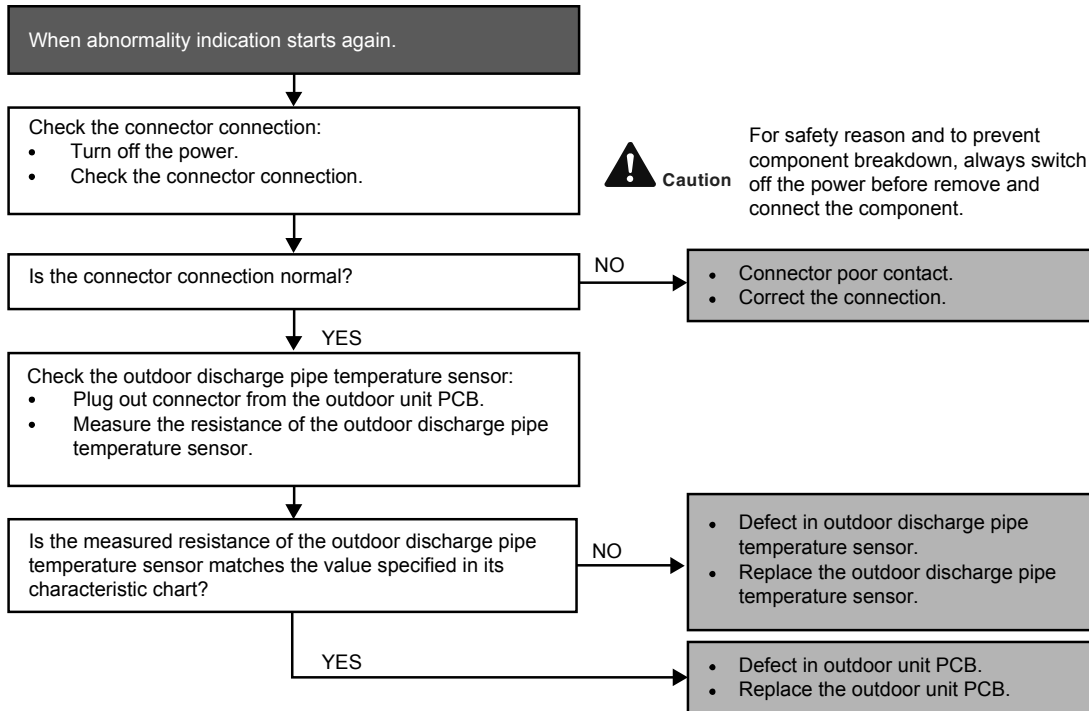 When abnormality indication starts again.
Check the connector connection:
• Turn off the power.
• Check the connector connection.
Caution
For safety reason and to prevent
component breakdown, always switch
off the power before remove and
connect the component.
Is the connector connection normal?
NO
• Connector poor contact.
• Correct the connection.
YES
Check the outdoor discharge pipe temperature sensor:
• Plug out connector from the outdoor unit PCB.
• Measure the resistance of the outdoor discharge pipe
temperature sensor.
Is the measured resistance of the outdoor discharge pipe
temperature sensor matches the value specified in its
characteristic chart?
NO
• Defect in outdoor discharge pipe
temperature sensor.
• Replace the outdoor discharge pipe
temperature sensor.
YES
• Defect in outdoor unit PCB.
• Replace the outdoor unit PCB.